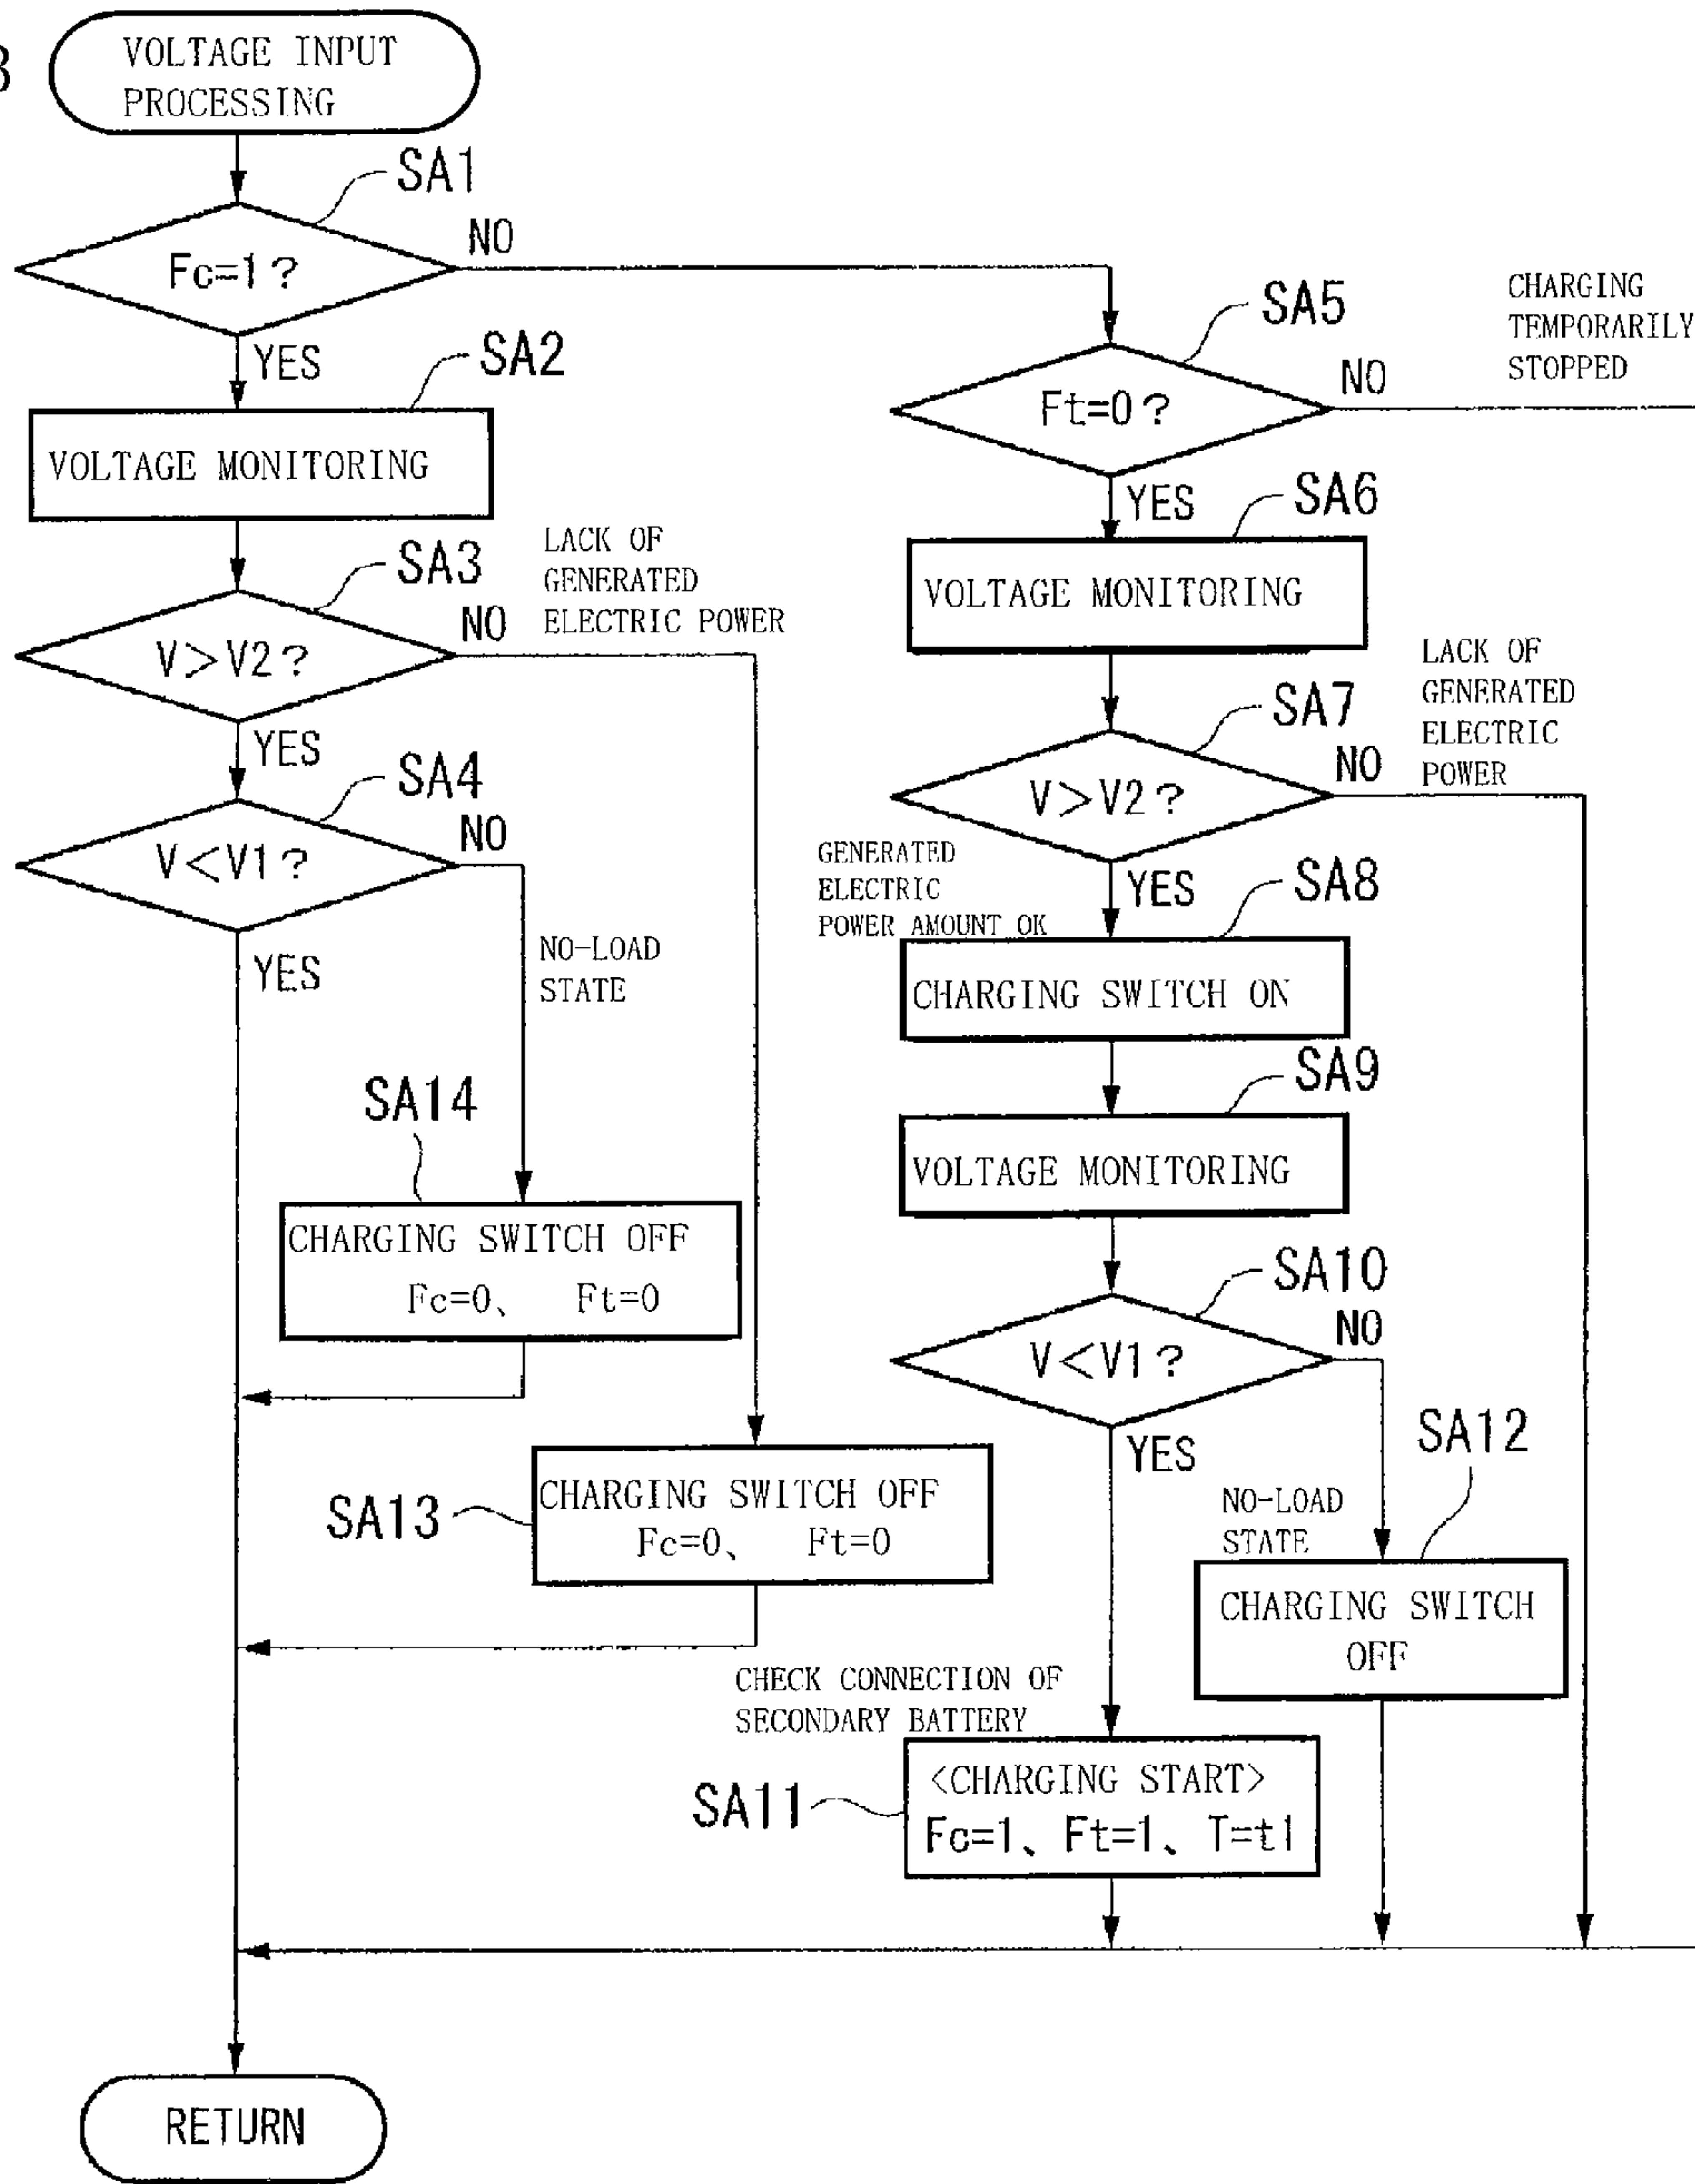 3
VOLTAGE INPUT
PROCESSING
SA1
Fc=1?
NO
YES
SA2
VOLTAGE MONITORING
SA3
LACK OF
GENERATED
ELECTRIC POWER
V>V2?
NO
YES
SA4
V<V1?
NO
YES
NO-LOAD
STATE
SA14
CHARGING SWITCH OFF
Fc=0、 Ft=0
SA13
CHARGING SWITCH OFF
Fc=0、 Ft=0
SA5
CHARGING
TEMPORARILY
STOPPED
Ft=0?
NO
YES
SA6
VOLTAGE MONITORING
SA7
LACK OF
GENERATED
ELECTRIC
POWER
V>V2?
NO
GENERATED
ELECTRIC
POWER AMOUNT OK
YES
SA8
CHARGING SWITCH ON
SA9
VOLTAGE MONITORING
SA10
V<V1?
NO
YES
SA12
NO-LOAD
STATE
CHARGING SWITCH
OFF
CHECK CONNECTION OF
SECONDARY BATTERY
SA11
<CHARGING START>
Fc=1、Ft=1、T=t1
RETURN